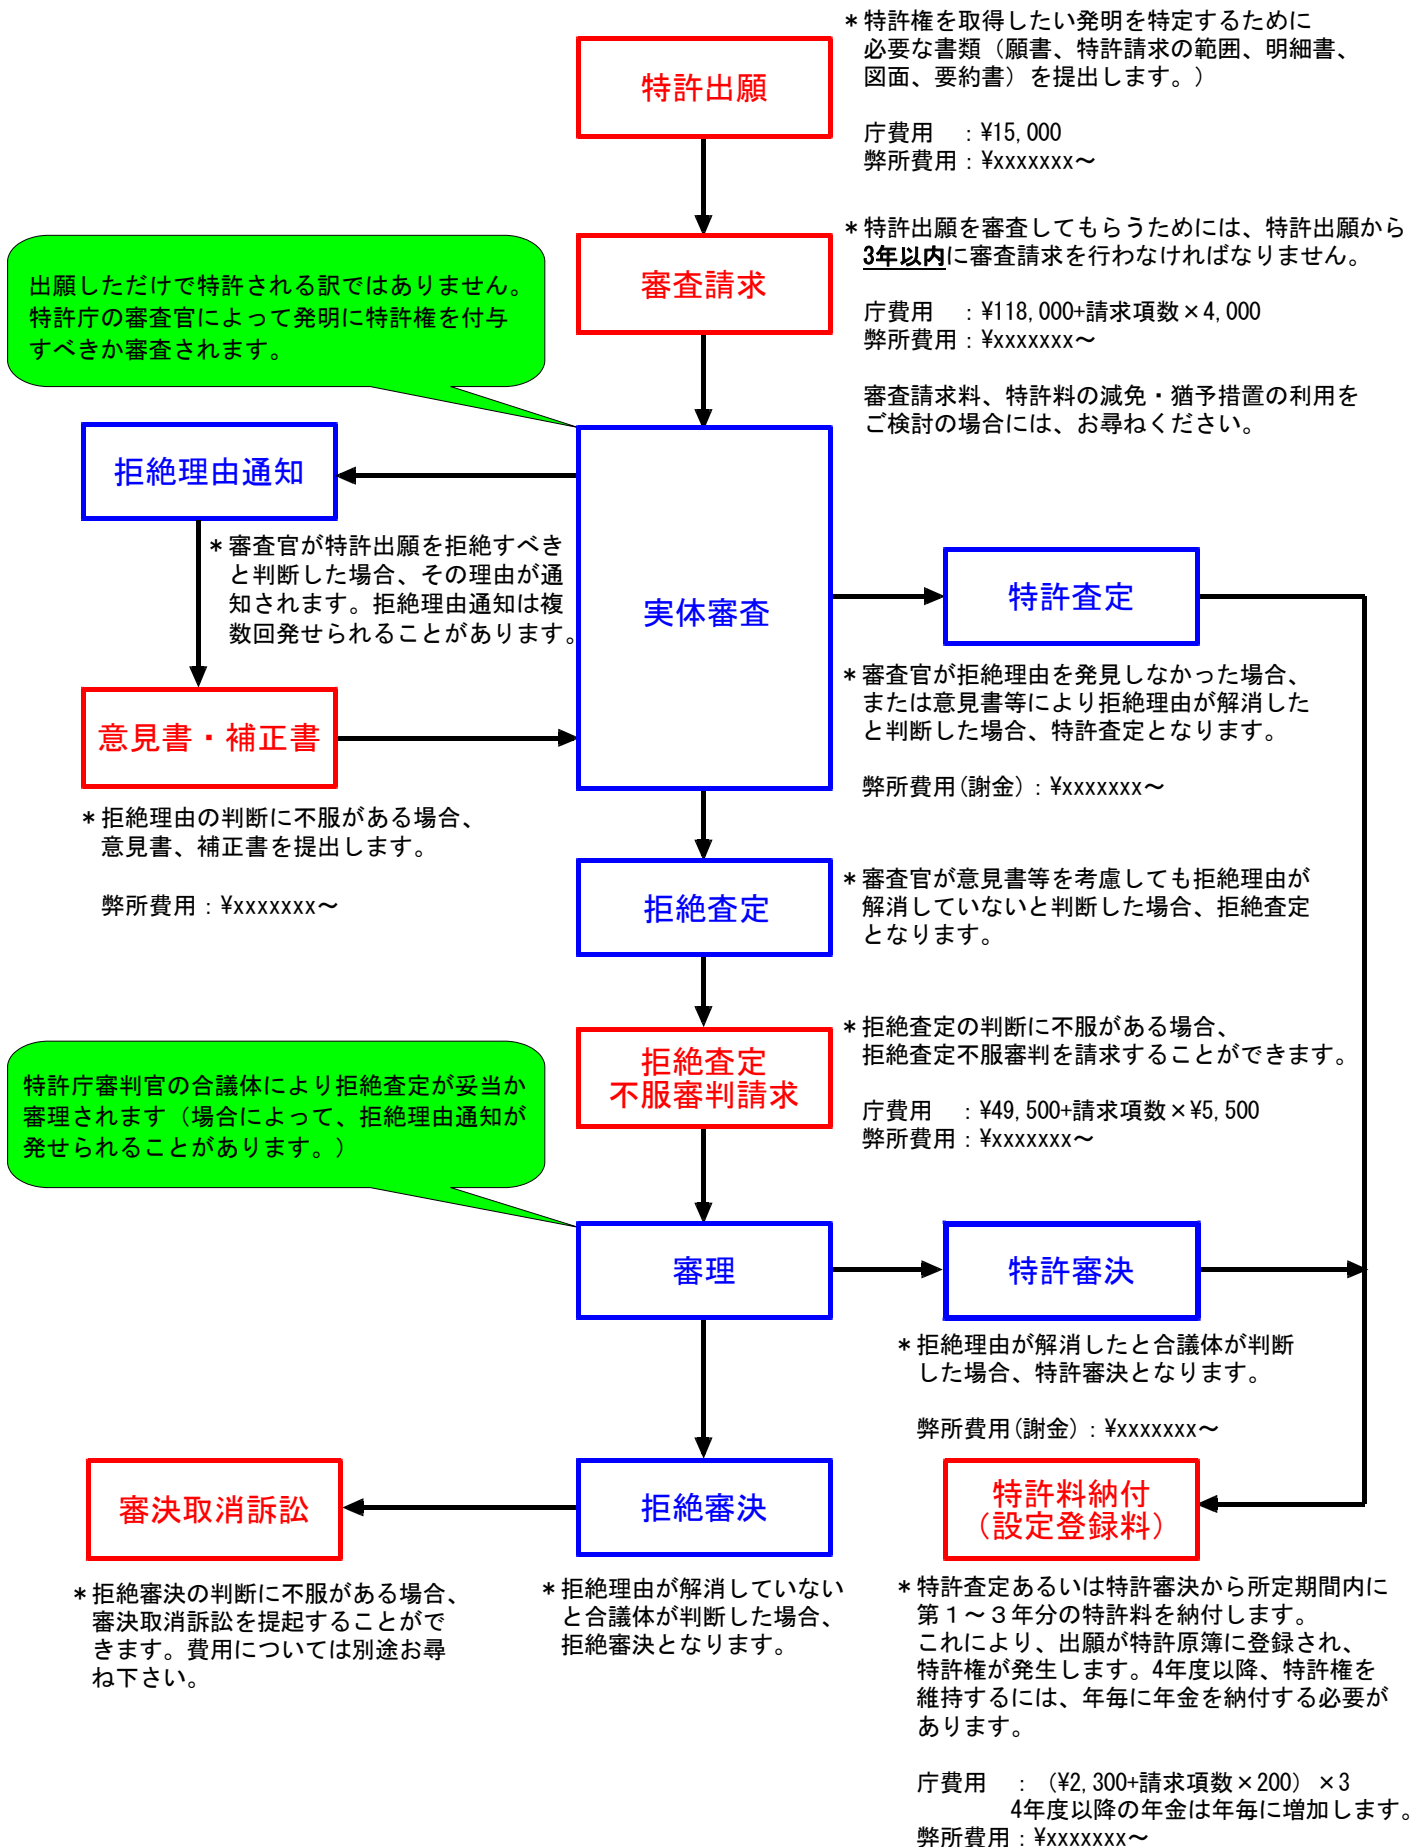 特許出願
＊特許権を取得したい発明を特定するために
必要な書類（願書、特許請求の範囲、明細書、
図面、要約書）を提出します。）
庁費用　：¥15,000
弊所費用：¥xxxxxxx～
審査請求
＊特許出願を審査してもらうためには、特許出願から
3年以内に審査請求を行わなければなりません。
庁費用　：¥118,000+請求項数×4,000
弊所費用：¥xxxxxxx～
審査請求料、特許料の減免・猶予措置の利用を
ご検討の場合には、お尋ねください。
出願しただけで特許される訳ではありません。
特許庁の審査官によって発明に特許権を付与
すべきか審査されます。
拒絶理由通知
＊審査官が特許出願を拒絶すべき
と判断した場合、その理由が通
知されます。拒絶理由通知は複
数回発せられることがあります。
実体審査
特許査定
＊審査官が拒絶理由を発見しなかった場合、
または意見書等により拒絶理由が解消した
と判断した場合、特許査定となります。
弊所費用(謝金)：¥xxxxxxx～
意見書・補正書
＊拒絶理由の判断に不服がある場合、
意見書、補正書を提出します。
弊所費用：¥xxxxxxx～
拒絶査定
＊審査官が意見書等を考慮しても拒絶理由が
解消していないと判断した場合、拒絶査定
となります。
拒絶査定
不服審判請求
＊拒絶査定の判断に不服がある場合、
拒絶査定不服審判を請求することができます。
庁費用　：¥49,500+請求項数×¥5,500
弊所費用：¥xxxxxxx～
特許庁審判官の合議体により拒絶査定が妥当か
審理されます（場合によって、拒絶理由通知が
発せられることがあります。）
審理
特許審決
＊拒絶理由が解消したと合議体が判断
した場合、特許審決となります。
弊所費用(謝金)：¥xxxxxxx～
審決取消訴訟
＊拒絶審決の判断に不服がある場合、
審決取消訴訟を提起することがで
きます。費用については別途お尋
ね下さい。
拒絶審決
＊拒絶理由が解消していない
と合議体が判断した場合、
拒絶審決となります。
特許料納付
（設定登録料）
＊特許査定あるいは特許審決から所定期間内に
第１～３年分の特許料を納付します。
これにより、出願が特許原簿に登録され、
特許権が発生します。4年度以降、特許権を
維持するには、年毎に年金を納付する必要が
あります。
庁費用　：（¥2,300+請求項数×200）×3
4年度以降の年金は年毎に増加します。
弊所費用：¥xxxxxxx～